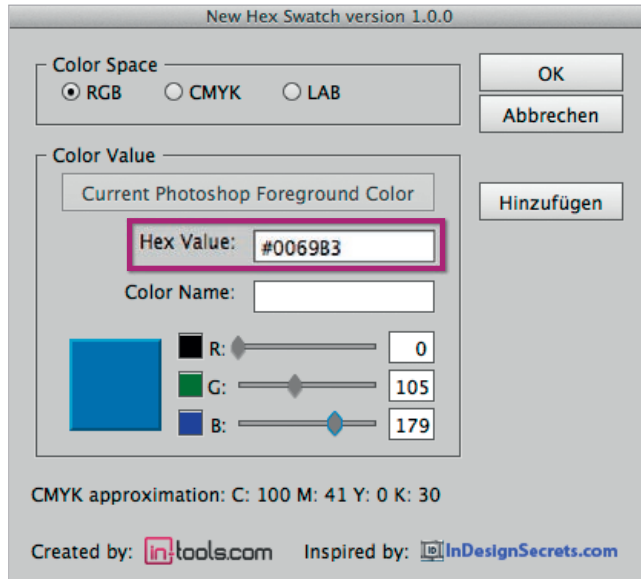 New Hex Swatch version 1.0.0
Color Space
RGB CMYK LAB
OK
Abbrechen
Color Value
Current Photoshop Foreground Color
Hinzufügen
Hex Value: #0069B3
Color Name:
R: 0
G: 105
B: 179
CMYK approximation: C: 100 M: 41 Y: 0 K: 30
Created by: in-tools.com Inspired by: ID InDesignSecrets.com